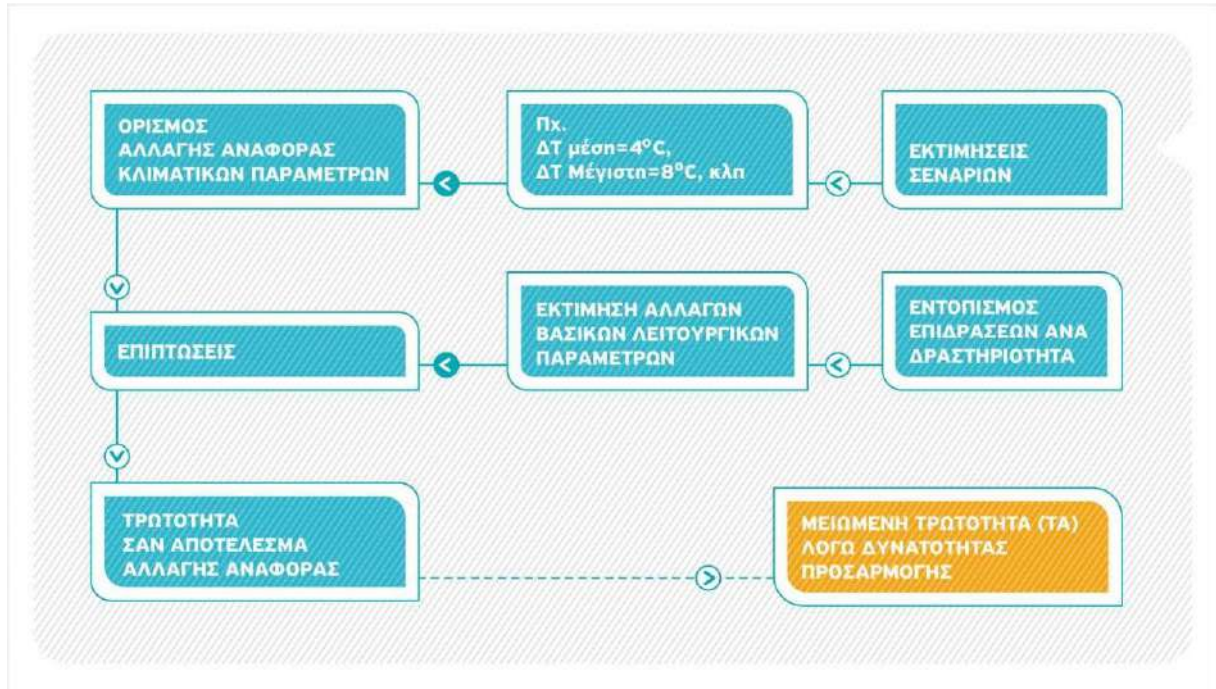 ΟΡΙΣΜΟΣ
ΑΛΛΑΓΗΣ ΑΝΑΦΟΡΑΣ
ΚΛΙΜΑΤΙΚΩΝ ΠΑΡΑΜΕΤΡΩΝ
Πχ.
ΔΤ μέση=4°C,
ΔΤ Μέγιστη=8°C, κλπ
ΕΚΤΙΜΗΣΕΙΣ
ΣΕΝΑΡΙΩΝ
ΕΠΙΠΤΩΣΕΙΣ
ΕΚΤΙΜΗΣΗ ΑΛΛΑΓΩΝ
ΒΑΣΙΚΩΝ ΛΕΙΤΟΥΡΓΙΚΩΝ
ΠΑΡΑΜΕΤΡΩΝ
ΕΝΤΟΠΙΣΜΟΣ
ΕΠΙΔΡΑΣΕΩΝ ΑΝΑ
ΔΡΑΣΤΗΡΙΟΤΗΤΑ
ΤΡΩΤΟΤΗΤΑ
ΣΑΝ ΑΠΟΤΕΛΕΣΜΑ
ΑΛΛΑΓΗΣ ΑΝΑΦΟΡΑΣ
ΜΕΙΩΜΕΝΗ ΤΡΩΤΟΤΗΤΑ (ΤΑ)
ΛΟΓΩ ΔΥΝΑΤΟΤΗΤΑΣ
ΠΡΟΣΑΡΜΟΓΗΣ